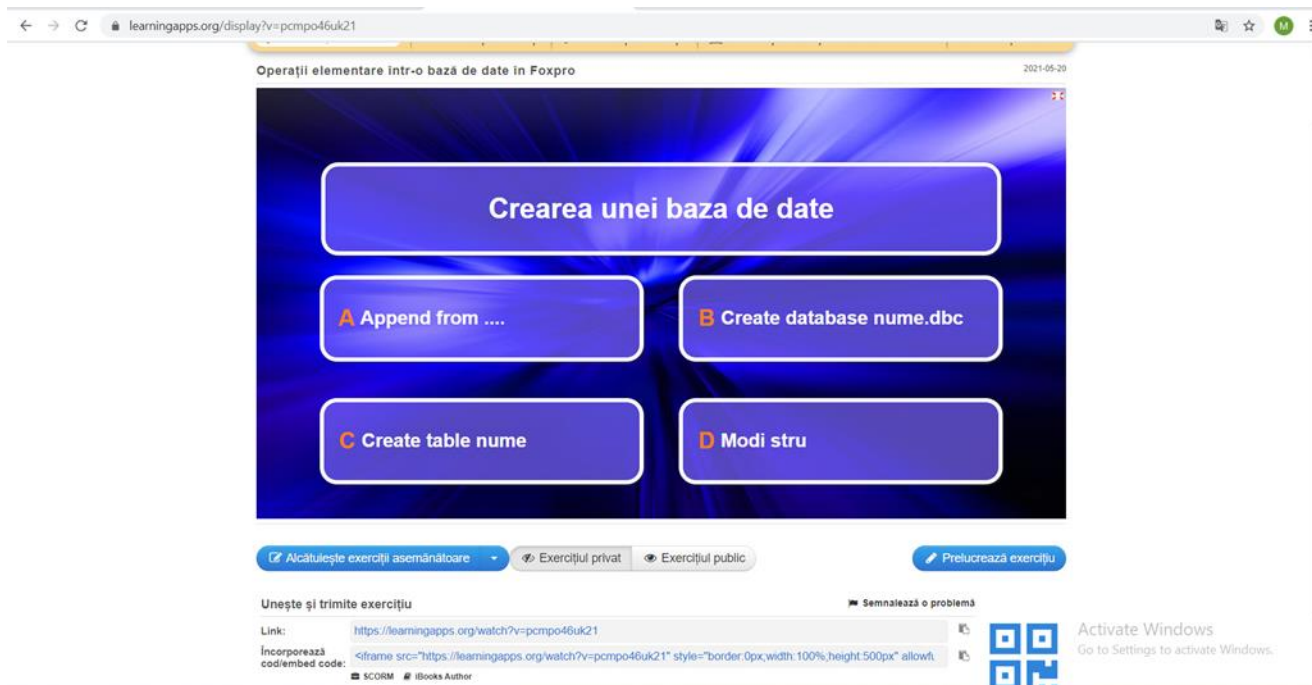 learningapps.org/display?v=pcmpo46uk21
M
Operații elementare într-o bază de date în Foxpro
2021-05-20
Crearea unei baza de date
A Append from ....
B Create database nume.dbc
C Create table nume
D Modi stru
Alcătuiește exerciții asemănătoare
Exercițiul privat
Exercițiul public
Prelucrează exercițiu
Unește și trimite exercițiu
Semnalează o problemă
Link:
https://learningapps.org/watch?v=pcmpo46uk21
Activate Windows
Încorporează
cod/embed code:
<iframe src="https://learningapps.org/watch?v=pcmpo46uk21" style="border:0px;width:100%;height:500px" allowfu
Go to Settings to activate Windows.
SCORM iBooks Author